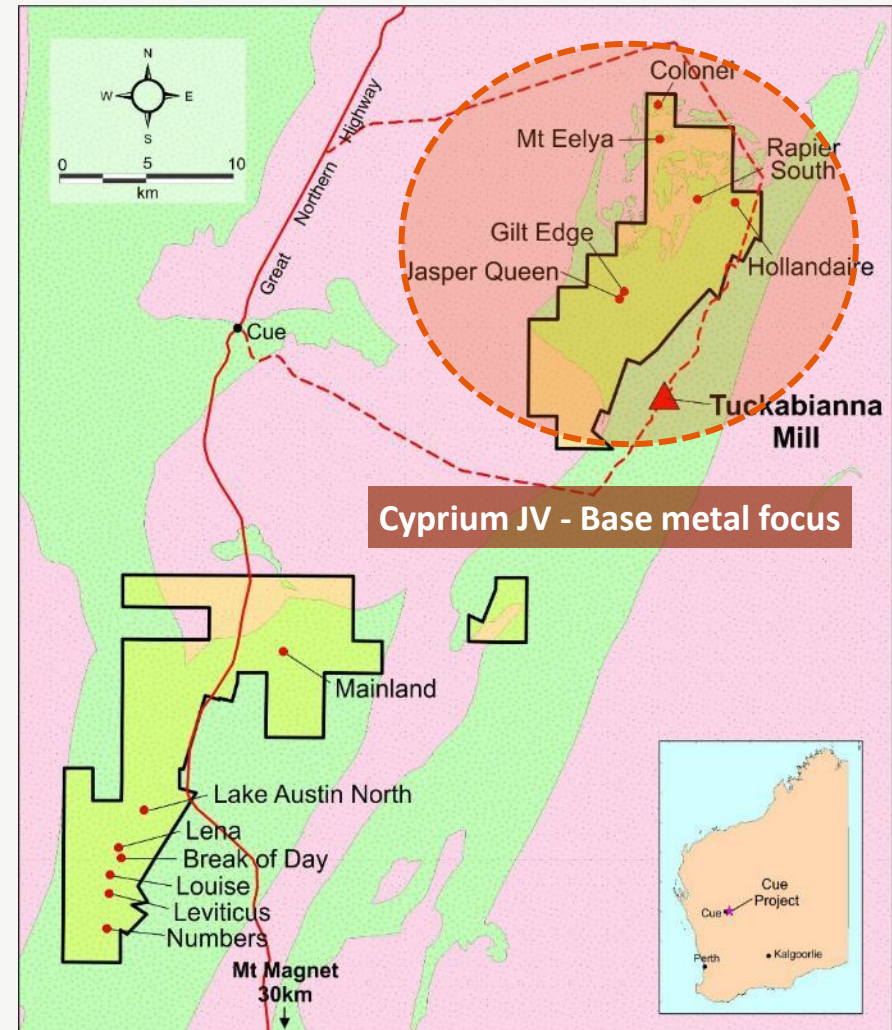 N
W E
S
0 5 10
km
Great Northern Highway
Colonel
Mt Eelya
Rapier
South
Gilt Edge
Jasper Queen
Hollandaire
Cue
Tuckabianna
Mill
Cyprium JV - Base metal focus
Mainland
Lake Austin North
Lena
Break of Day
Louise
Leviticus
Numbers
Mt Magnet
30km
Cue
Project
Cue
Perth
Kalgoorlie